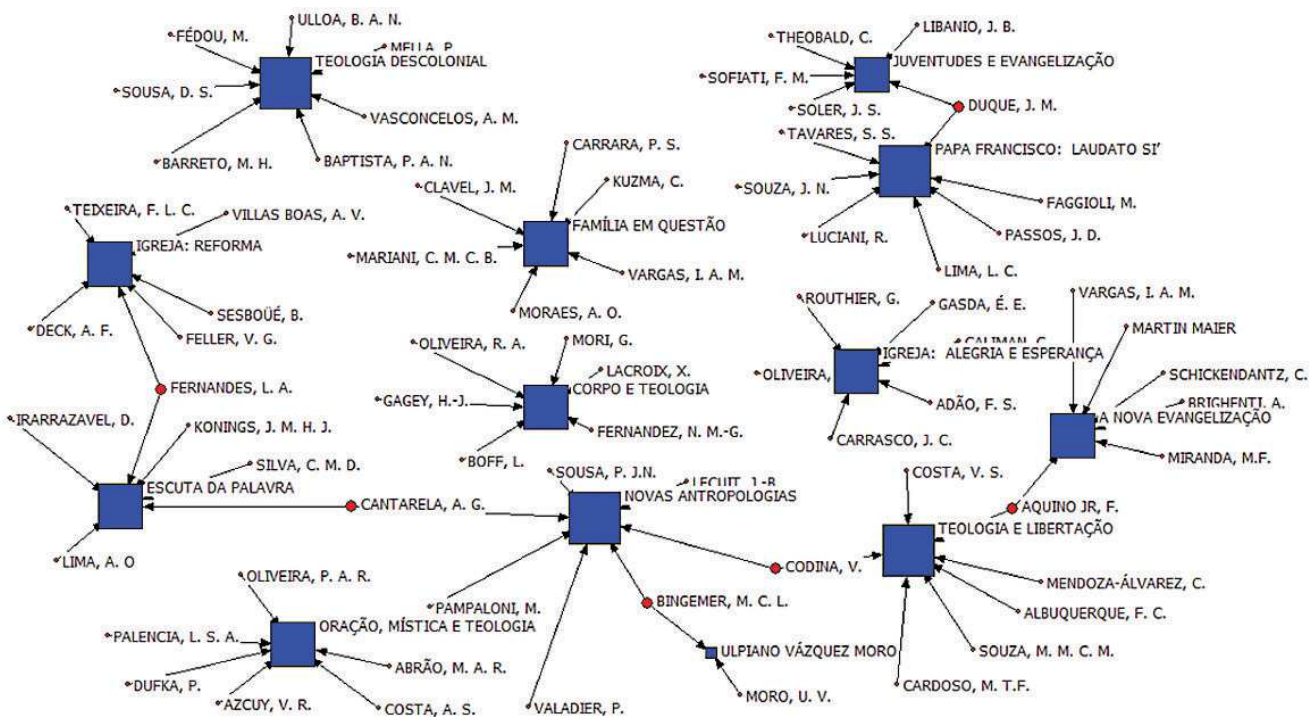 ULLOA, B. A. N.
FÉDOU, M.
MELLA, P.
TEOLOGIA DESCOLONIAL
SOUSA, D. S.
VASCONCELOS, A. M.
BARRETO, M. H.
BAPTISTA, P. A. N.
THEOBALD, C.
LIBANIO, J. B.
JUVENTUDES E EVANGELIZAÇÃO
SOFIATI, F. M.
SOLER, J. S.
DUQUE, J. M.
TAVARES, S. S.
PAPA FRANCISCO: LAUDATO SI'
SOUZA, J. N.
FAGGIOLI, M.
LUCIANI, R.
PASSOS, J. D.
LIMA, L. C.
CARRARA, P. S.
CLAVEL, J. M.
KUZMA, C.
FAMÍLIA EM QUESTÃO
MARIANI, C. M. C. B.
VARGAS, I. A. M.
MORAES, A. O.
TEIXEIRA, F. L. C.
VILLAS BOAS, A. V.
IGREJA: REFORMA
SESBOÜÉ, B.
DECK, A. F.
FELLER, V. G.
FERNANDES, L. A.
IRARRAZAVEL, D.
KONINGS, J. M. H. J.
SILVA, C. M. D.
ESCUTA DA PALAVRA
LIMA, A. O
CANTARELA, A. G.
OLIVEIRA, R. A.
MORI, G.
LACROIX, X.
CORPO E TEOLOGIA
GAGEY, H.-J.
FERNANDEZ, N. M.-G.
BOFF, L.
ROUTHIER, G.
GASDA, É. E.
CALIMAN, C.
IGREJA: ALEGRIA E ESPERANÇA
OLIVEIRA,
ADÃO, F. S.
CARRASCO, J. C.
VARGAS, I. A. M.
MARTIN MAIER
SCHICKENDANTZ, C.
BRIGHENTI, A.
A NOVA EVANGELIZAÇÃO
MIRANDA, M.F.
AQUINO JR, F.
SOUSA, P. J.N.
LECUIT, J.-B.
NOVAS ANTROPOLOGIAS
PAMPALONI, M.
VALADIER, P.
BINGEMER, M. C. L.
CODINA, V.
ULPIANO VÁZQUEZ MORO
MORO, U. V.
COSTA, V. S.
TEOLOGIA E LIBERTAÇÃO
MENDOZA-ÁLVAREZ, C.
ALBUQUERQUE, F. C.
SOUZA, M. M. C. M.
CARDOSO, M. T.F.
OLIVEIRA, P. A. R.
PALENCIA, L. S. A.
ORAÇÃO, MÍSTICA E TEOLOGIA
ABRÃO, M. A. R.
DUFKA, P.
AZCUY, V. R.
COSTA, A. S.